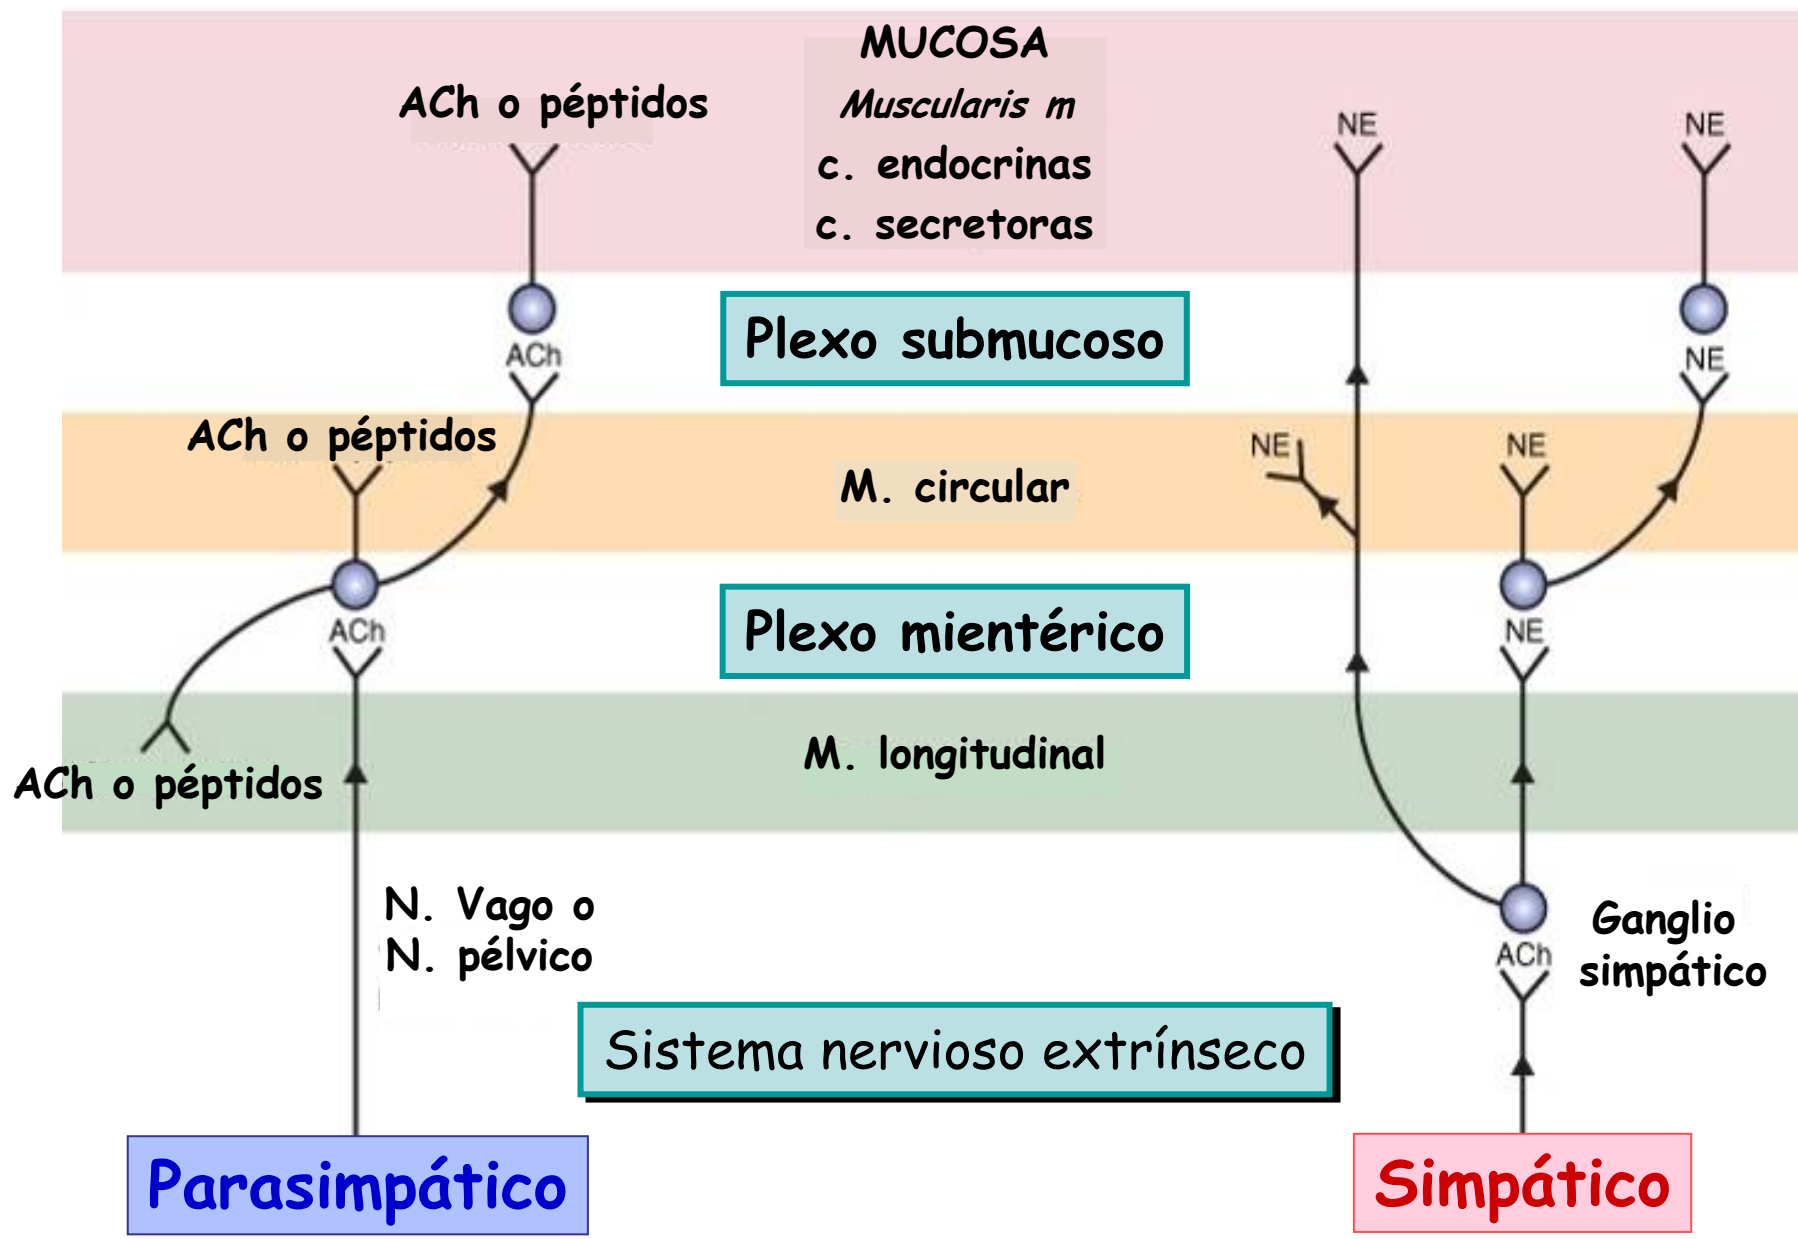 MUCOSA
ACh o péptidos
Muscularis m
NE
NE
c. endocrinas
c. secretoras
Plexo submucoso
ACh
NE
ACh o péptidos
NE
NE
M. circular
Plexo mientérico
ACh
NE
M. longitudinal
ACh o péptidos
N. Vago o
N. pélvico
Ganglio
simpático
ACh
Sistema nervioso extrínseco
Parasimpático
Simpático